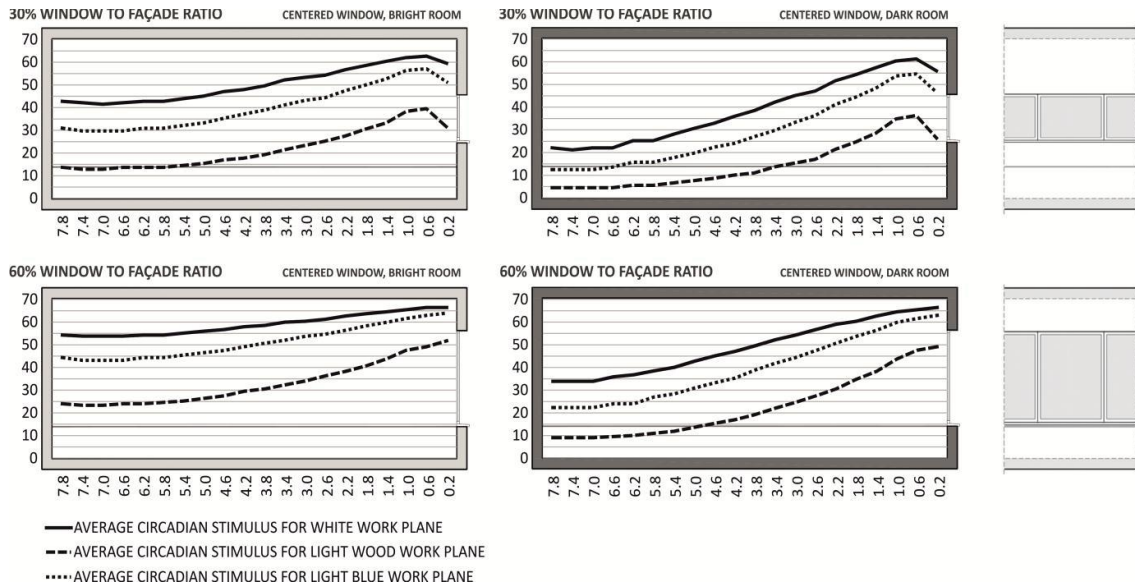 30% WINDOW TO FAÇADE RATIO CENTERED WINDOW, BRIGHT ROOM
70
60
50
40
30
20
10
0
7.8 7.4 7.0 6.6 6.2 5.8 5.4 5.0 4.6 4.2 3.8 3.4 3.0 2.6 2.2 1.8 1.4 1.0 0.6 0.2
30% WINDOW TO FAÇADE RATIO CENTERED WINDOW, DARK ROOM
70
60
50
40
30
20
10
0
7.8 7.4 7.0 6.6 6.2 5.8 5.4 5.0 4.6 4.2 3.8 3.4 3.0 2.6 2.2 1.8 1.4 1.0 0.6 0.2
60% WINDOW TO FAÇADE RATIO CENTERED WINDOW, BRIGHT ROOM
70
60
50
40
30
20
10
0
7.8 7.4 7.0 6.6 6.2 5.8 5.4 5.0 4.6 4.2 3.8 3.4 3.0 2.6 2.2 1.8 1.4 1.0 0.6 0.2
60% WINDOW TO FAÇADE RATIO CENTERED WINDOW, DARK ROOM
70
60
50
40
30
20
10
0
7.8 7.4 7.0 6.6 6.2 5.8 5.4 5.0 4.6 4.2 3.8 3.4 3.0 2.6 2.2 1.8 1.4 1.0 0.6 0.2
AVERAGE CIRCADIAN STIMULUS FOR WHITE WORK PLANE
AVERAGE CIRCADIAN STIMULUS FOR LIGHT WOOD WORK PLANE
AVERAGE CIRCADIAN STIMULUS FOR LIGHT BLUE WORK PLANE